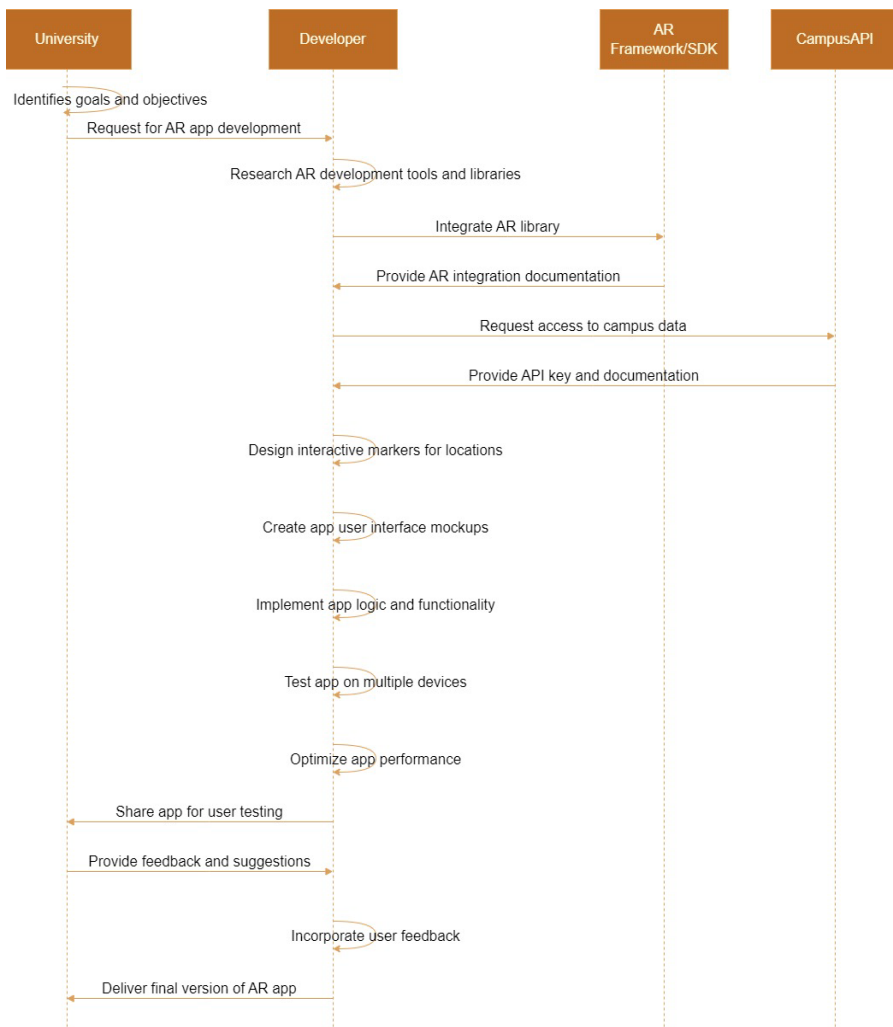 University
Developer
AR
Framework/SDK
CampusAPI
Identifies goals and objectives
Request for AR app development
Research AR development tools and libraries
Integrate AR library
Provide AR integration documentation
Request access to campus data
Provide API key and documentation
Design interactive markers for locations
Create app user interface mockups
Implement app logic and functionality
Test app on multiple devices
Optimize app performance
Share app for user testing
Provide feedback and suggestions
Incorporate user feedback
Deliver final version of AR app